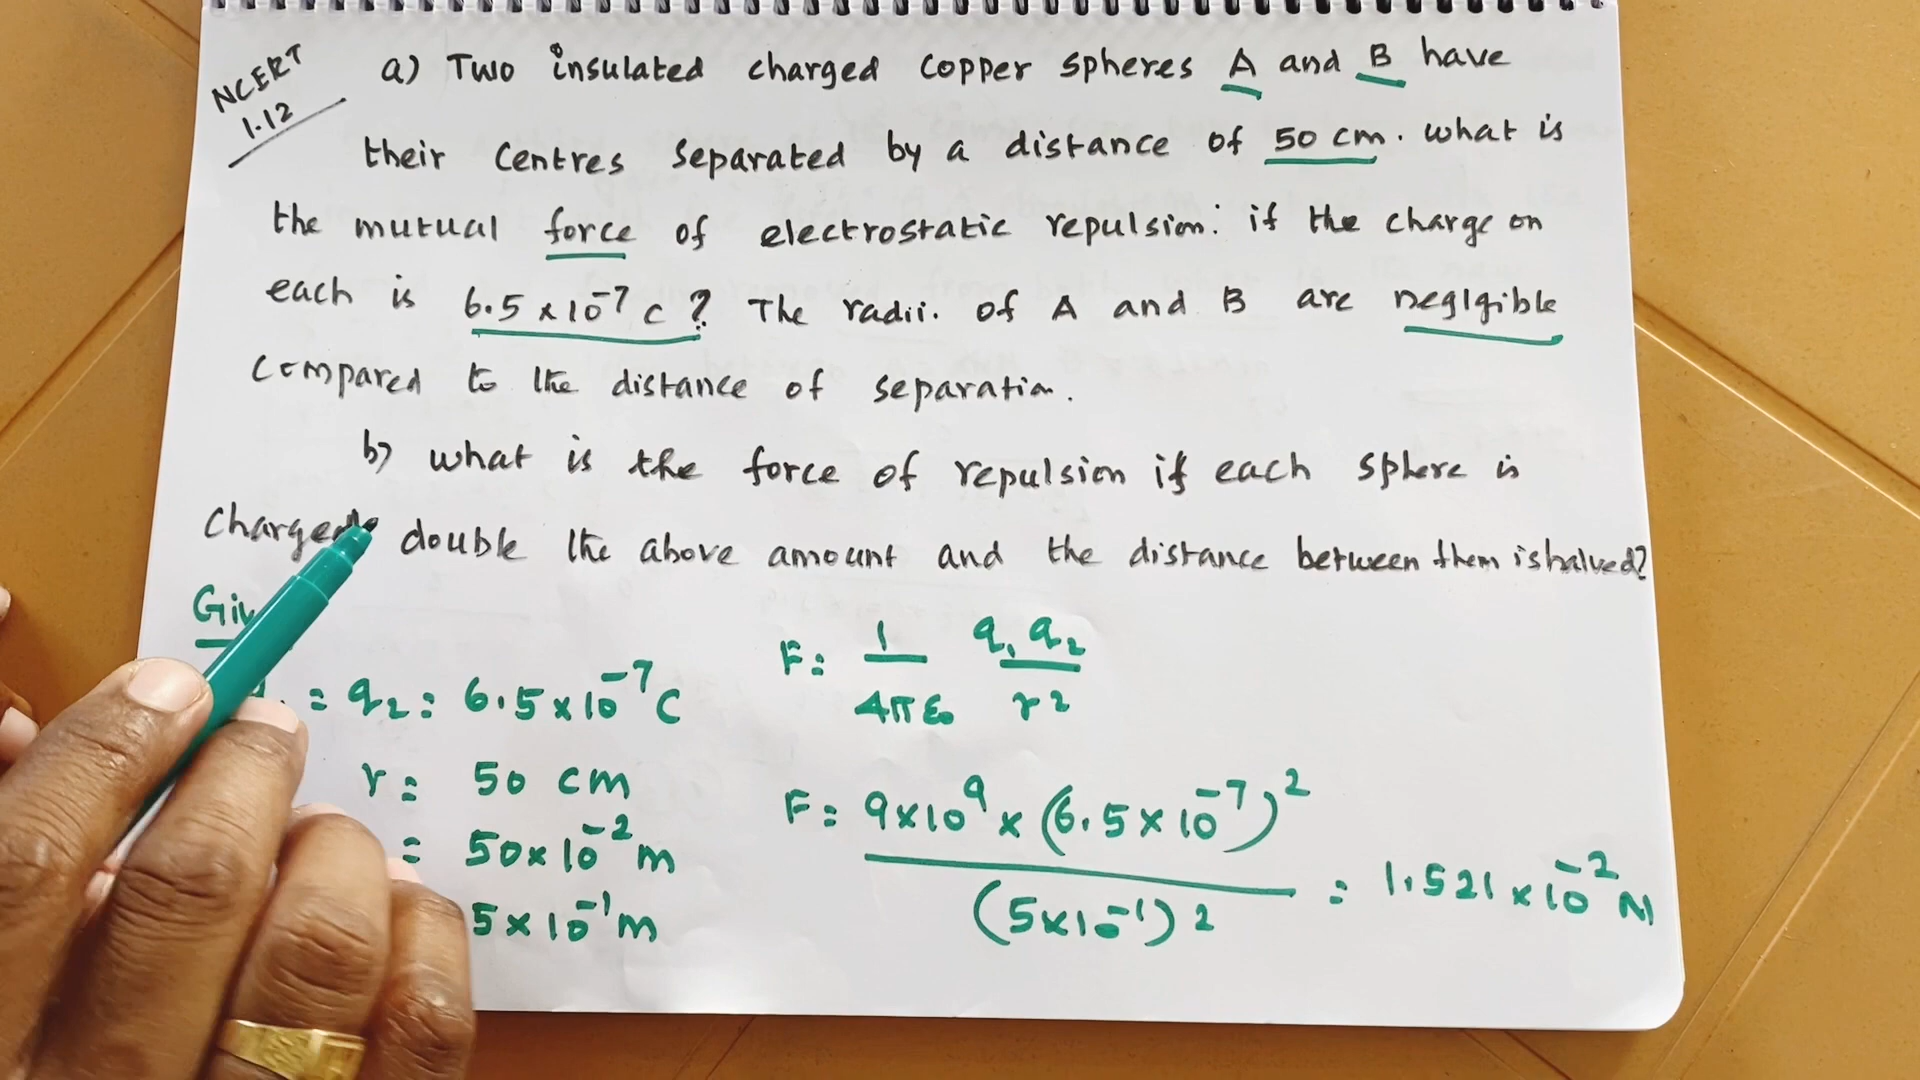 NCERT
1.12
a) Two insulated charged copper spheres A and B have
their centres separated by a distance of 50 cm. what is
the mutual force of electrostatic repulsion: if the charge on
each is 6.5 x 10⁻⁷ C ? The radii. of A and B are neglgible
compared to the distance of separation.
b) what is the force of repulsion if each sphere is
charged double the above amount and the distance between them is halved?
= q₂ = 6.5 x 10⁻⁷ C
r = 50 cm
= 50 x 10⁻² m
5 x 10⁻¹ m
F = 1/4πε₀ q₁ q₂/r²
F = 9 x 10⁹ x (6.5 x 10⁻⁷)² / (5 x 10⁻¹)² = 1.521 x 10⁻² N